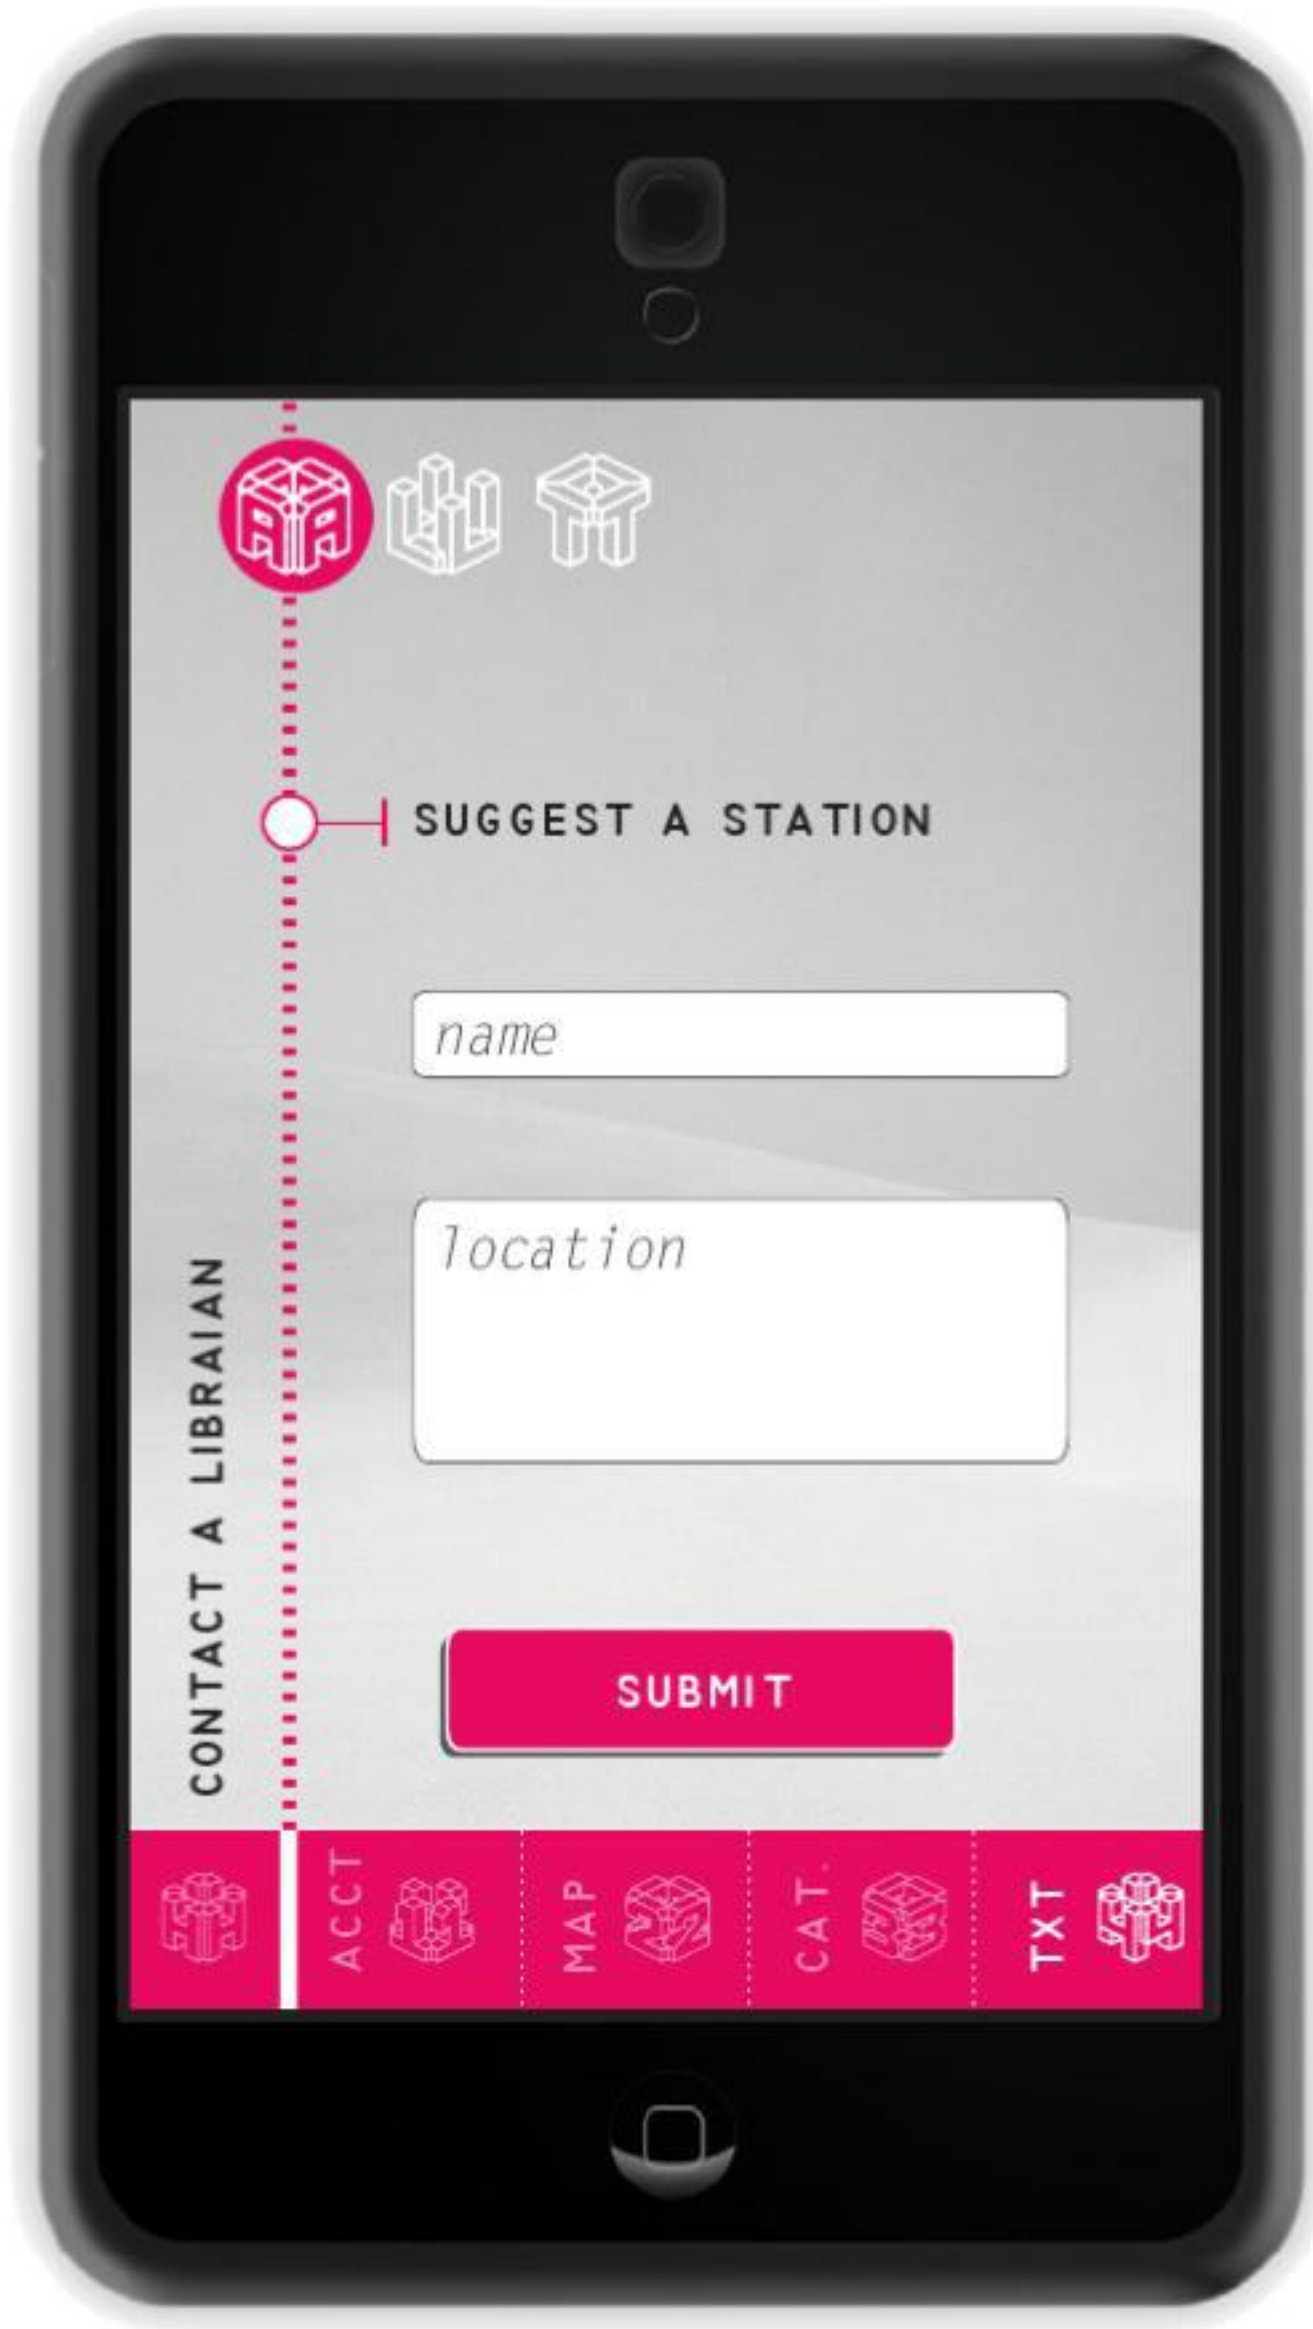 SUGGEST A STATION
name
location
CONTACT A LIBRAIAN
SUBMIT
ACCT
MAP
CAT.
TXT